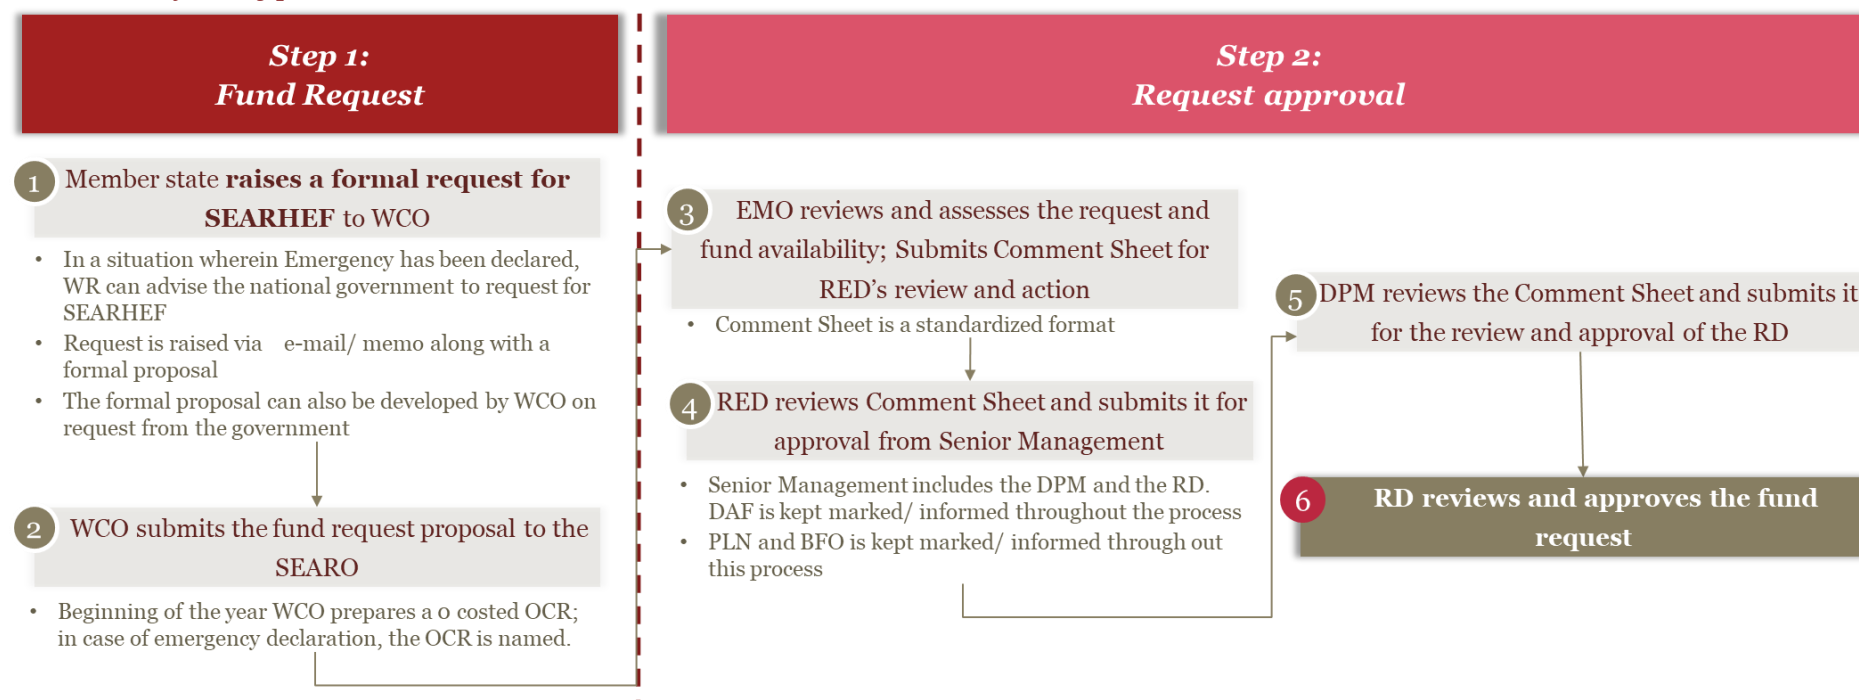 Step 1:
Fund Request
1
Member state raises a formal request for
SEARHEF to WCO
• In a situation wherein Emergency has been declared,
WR can advise the national government to request for
SEARHEF
• Request is raised via e-mail/ memo along with a
formal proposal
• The formal proposal can also be developed by WCO on
request from the government
2
WCO submits the fund request proposal to the
SEARO
• Beginning of the year WCO prepares a 0 costed OCR;
in case of emergency declaration, the OCR is named.
Step 2:
Request approval
3
EMO reviews and assesses the request and
fund availability; Submits Comment Sheet for
RED's review and action
• Comment Sheet is a standardized format
4
RED reviews Comment Sheet and submits it for
approval from Senior Management
• Senior Management includes the DPM and the RD.
DAF is kept marked/ informed throughout the process
• PLN and BFO is kept marked/ informed through out
this process
5
DPM reviews the Comment Sheet and submits it
for the review and approval of the RD
6
RD reviews and approves the fund
request